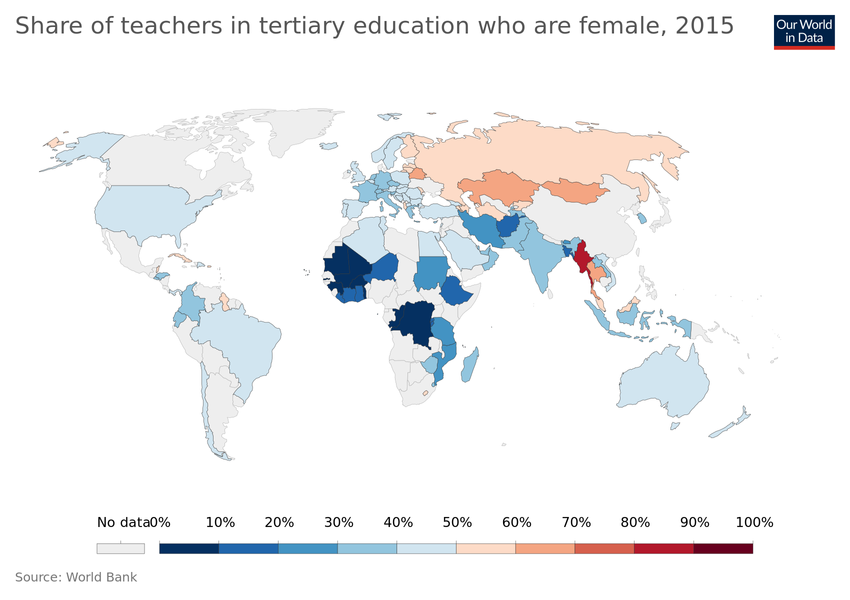 Share of teachers in tertiary education who are female, 2015
Our World
in Data
No data 0% 10% 20% 30% 40% 50% 60% 70% 80% 90% 100%
Source: World Bank